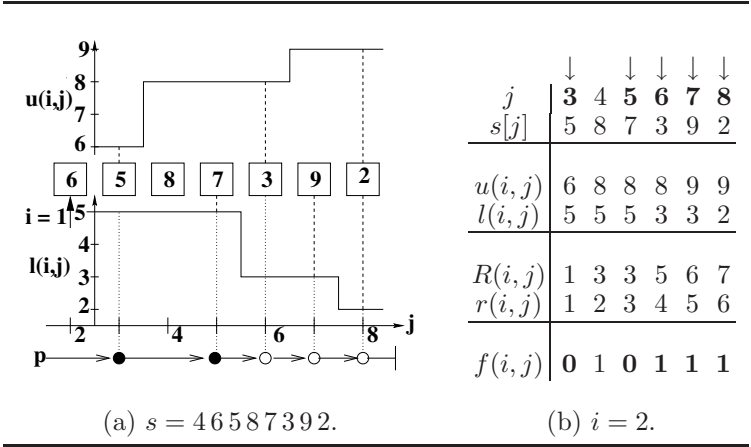 9
8
u(i,j)
7
6
6 5 8 7 3 9 2
i = 1
5
4
l(i,j)
3
2
2 4 6 8 j
p
(a) s = 4 6 5 8 7 3 9 2.
↓ ↓ ↓ ↓ ↓
j 3 4 5 6 7 8
s[j] 5 8 7 3 9 2
u(i, j) 6 8 8 8 9 9
l(i, j) 5 5 5 3 3 2
R(i, j) 1 3 3 5 6 7
r(i, j) 1 2 3 4 5 6
f(i, j) 0 1 0 1 1 1
(b) i = 2.